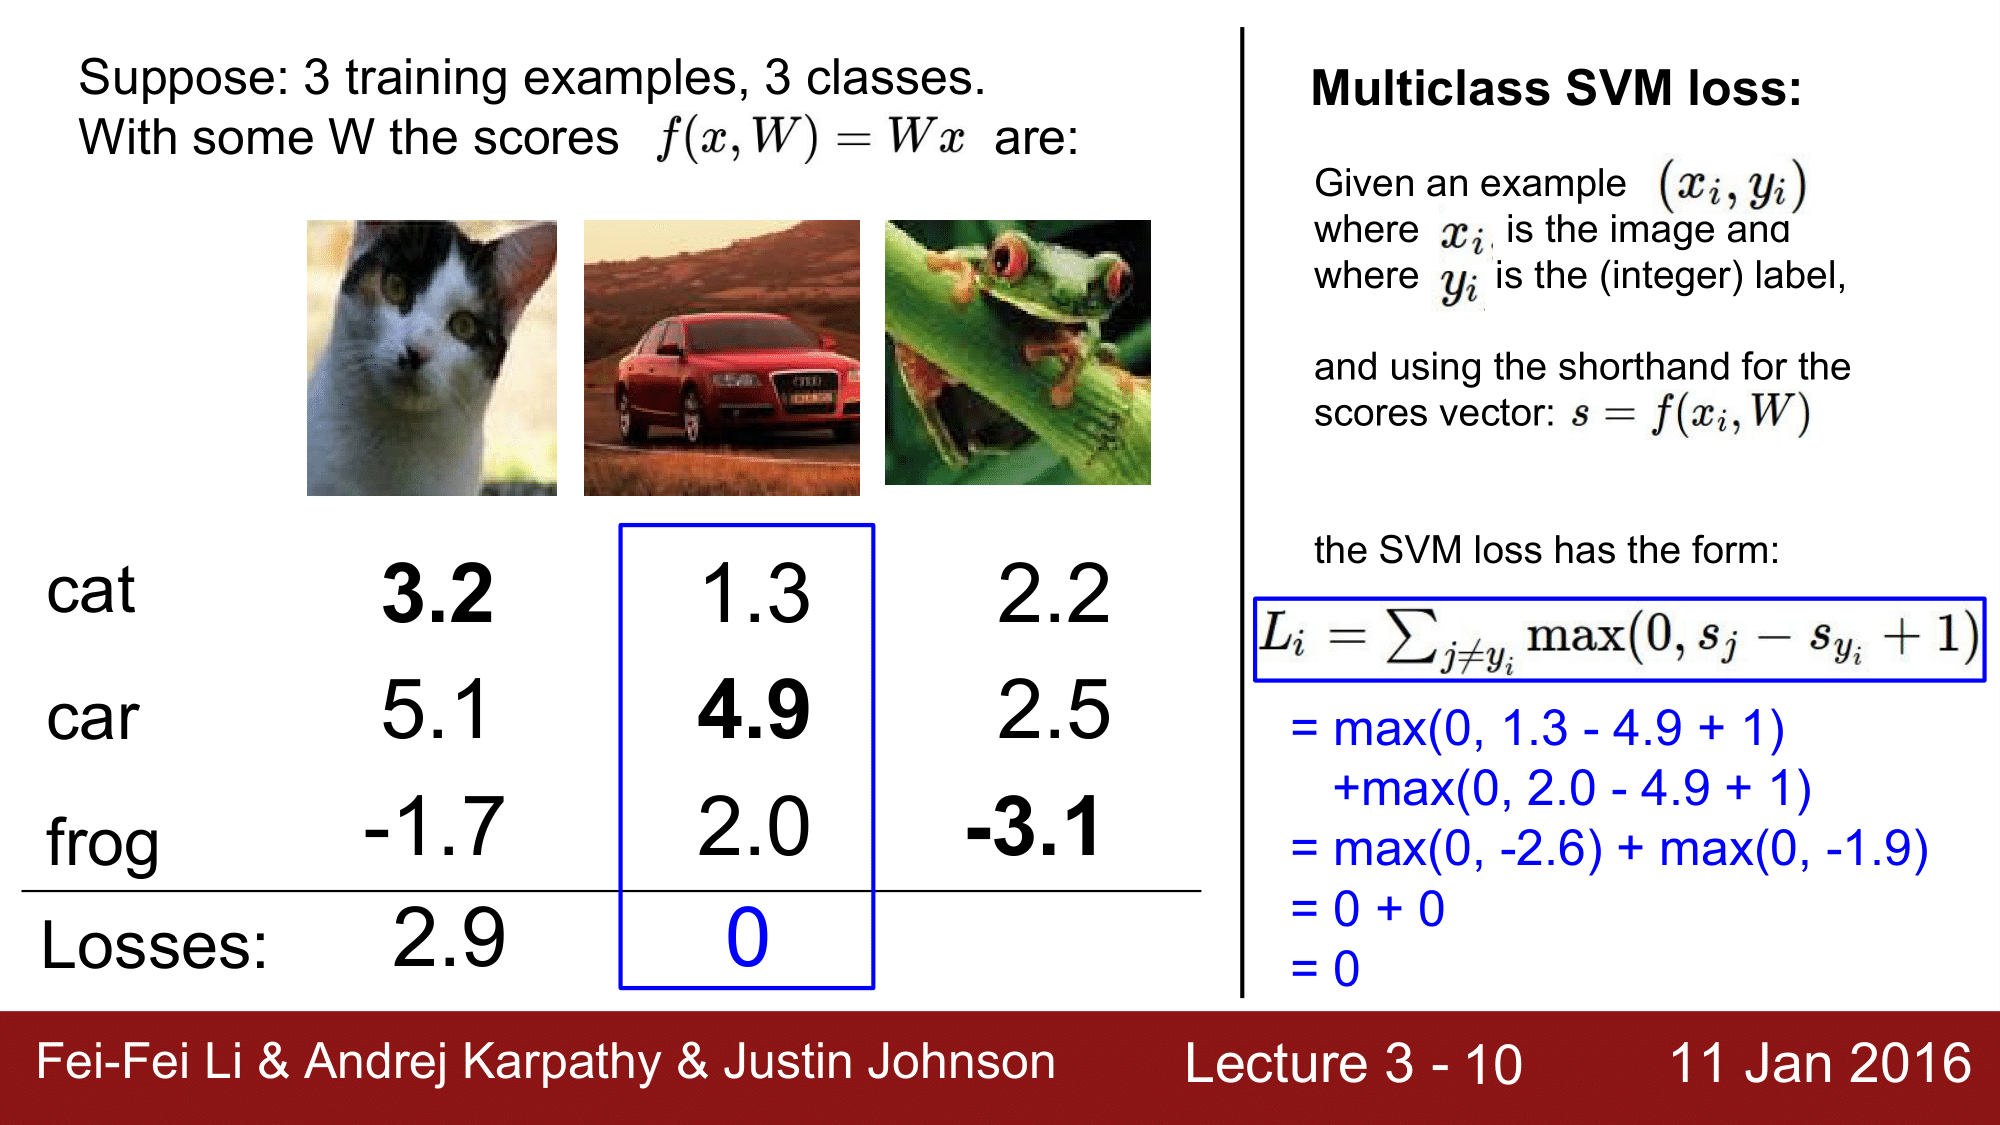 Suppose: 3 training examples, 3 classes.
With some W the scores f(x, W) = Wx are:
cat 3.2 1.3 2.2
car 5.1 4.9 2.5
frog -1.7 2.0 -3.1
Losses: 2.9 0
Multiclass SVM loss:
Given an example (x_i, y_i)
where x_i is the image and
where y_i is the (integer) label,
and using the shorthand for the
scores vector: s = f(x_i, W)
the SVM loss has the form:
L_i = ∑_{j≠y_i} max(0, s_j − s_{y_i} + 1)
= max(0, 1.3 - 4.9 + 1)
+max(0, 2.0 - 4.9 + 1)
= max(0, -2.6) + max(0, -1.9)
= 0 + 0
= 0
Fei-Fei Li & Andrej Karpathy & Justin Johnson Lecture 3 - 10 11 Jan 2016